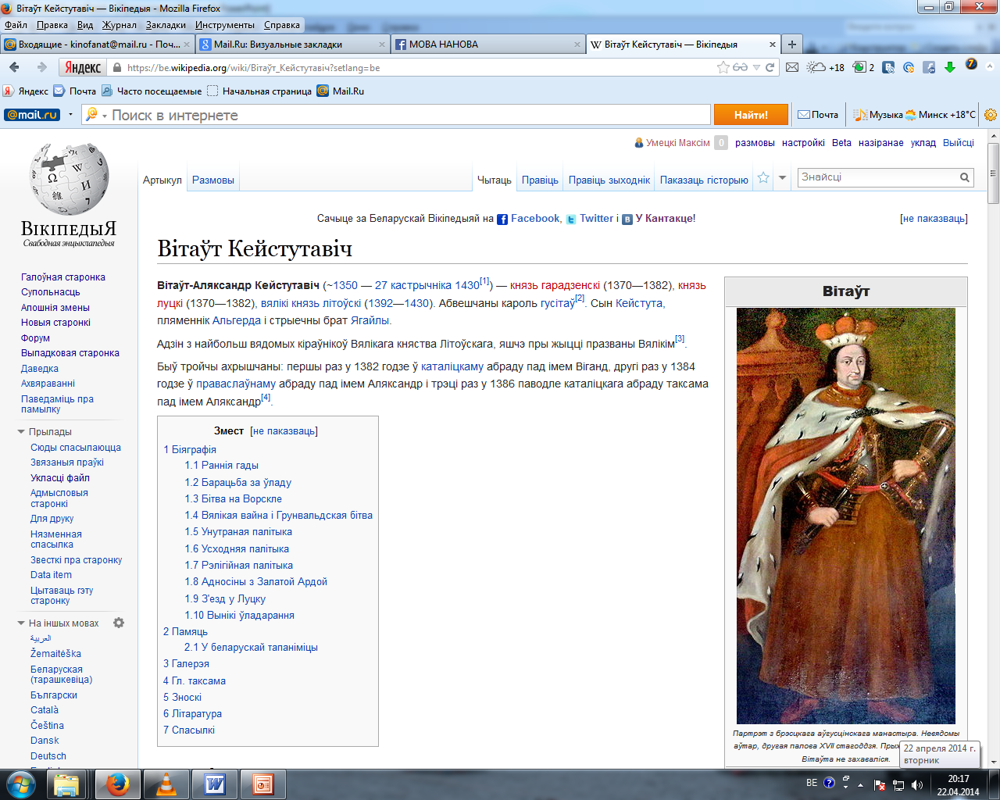 Вітаўт Кейстутавіч — Вікіпедыя - Mozilla Firefox
Файл Правка Вид Журнал Закладки Инструменты Справка
Входящие - kinofanat@mail.ru - Поч...
Mail.Ru: Визуальные закладки
МОВА НАНОВА
Вітаўт Кейстутавіч — Вікіпедыя
Яндекс https://be.wikipedia.org/wiki/Вітаўт_Кейстутавіч?setlang=be +18 2
Яндекс Почта Часто посещаемые Начальная страница Mail.Ru
@mail.ru Поиск в интернете Найти! Почта Музыка Минск +18°C
Умецкі Максім 0 размовы настройкі Beta назіранае уклад Выйсці
Артыкул Размовы Чытаць Правіць Правіць зыходнік Паказаць гісторыю Знайсці
ВікіпедыЯ
Свабодная энцыклапедыя
Галоўная старонка
Супольнасць
Апошнія змены
Новыя старонкі
Форум
Выпадковая старонка
Даведка
Ахвяраванні
Паведаміць пра
памылку
Прылады
Сюды спасылаюцца
Звязаныя праўкі
Укласці файл
Адмысловыя
старонкі
Для друку
Нязменная
спасылка
Звесткі пра старонку
Data item
Цытаваць гэту
старонку
На іншых мовах
العربية
Žemaitėška
Беларуская
(тарашкевіца)
Български
Català
Čeština
Dansk
Deutsch
Сачыце за Беларускай Вікіпедыяй на Facebook, Twitter і У Кантакце! [не паказваць]
Вітаўт Кейстутавіч
Вітаўт-Аляксандр Кейстутавіч (~1350 — 27 кастрычніка 1430[1]) — князь гарадзенскі (1370—1382), князь
луцкі (1370—1382), вялікі князь літоўскі (1392—1430). Абвешчаны кароль гусітаў[2]. Сын Кейстута,
пляменнік Альгерда і стрыечны брат Ягайлы.
Адзін з найбольш вядомых кіраўнікоў Вялікага княства Літоўскага, яшчэ пры жыцці празваны Вялікім[3].
Быў тройчы ахрышчаны: першы раз у 1382 годзе ў каталіцкаму абраду пад імем Віганд, другі раз у 1384
годзе ў праваслаўнаму абраду пад імем Аляксандр і трэці раз у 1386 паводле каталіцкага абраду таксама
пад імем Аляксандр[4].
Змест [не паказваць]
1 Біяграфія
1.1 Раннія гады
1.2 Барацьба за ўладу
1.3 Бітва на Ворскле
1.4 Вялікая вайна і Грунвальдская бітва
1.5 Унутраная палітыка
1.6 Усходняя палітыка
1.7 Рэлігійная палітыка
1.8 Адносіны з Залатой Ардой
1.9 З'езд у Луцку
1.10 Вынікі ўладарання
2 Памяць
2.1 У беларускай тапаніміцы
3 Галерэя
4 Гл. таксама
5 Зноскі
6 Літаратура
7 Спасылкі
Вітаўт
Партрэт з брэсцкага аўгусцінскага манастыра. Невядомы
аўтар, другая палова XVII стагоддзя.
Вітаўта не захаваліся.
22 апреля 2014 г.
вторник
BE 20:17
22.04.2014